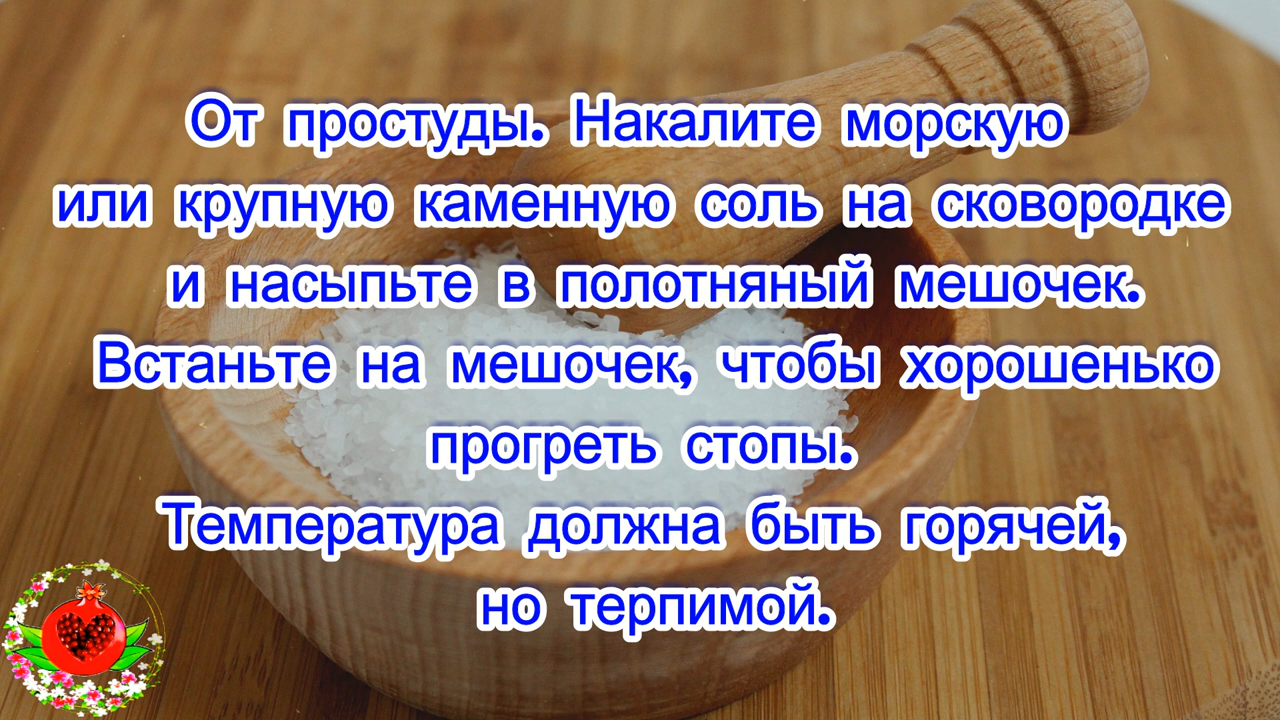 От простуды. Накалите морскую
или крупную каменную соль на сковородке
и насыпьте в полотняный мешочек.
Встаньте на мешочек, чтобы хорошенько
прогреть стопы.
Температура должна быть горячей,
но терпимой.